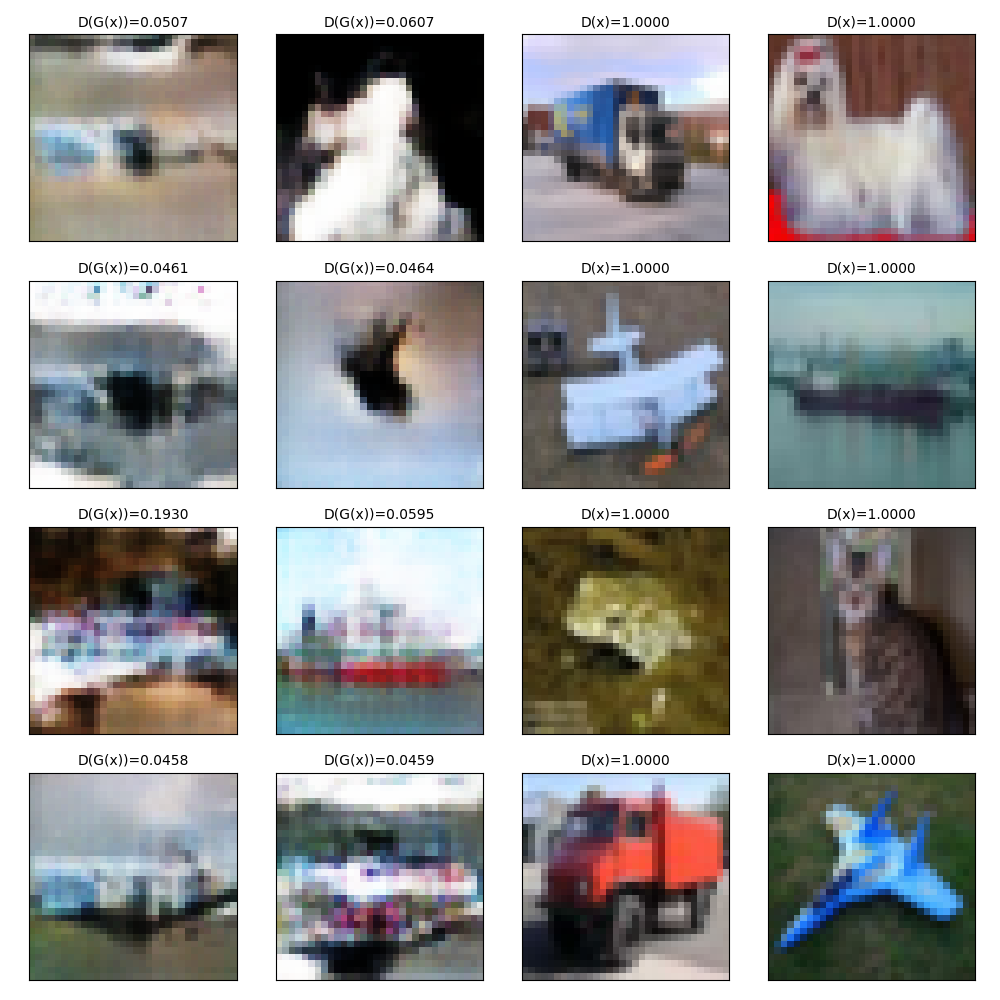 D(G(x))=0.0507
D(G(x))=0.0607
D(x)=1.0000
D(x)=1.0000
D(G(x))=0.0461
D(G(x))=0.0464
D(x)=1.0000
D(x)=1.0000
D(G(x))=0.1930
D(G(x))=0.0595
D(x)=1.0000
D(x)=1.0000
D(G(x))=0.0458
D(G(x))=0.0459
D(x)=1.0000
D(x)=1.0000